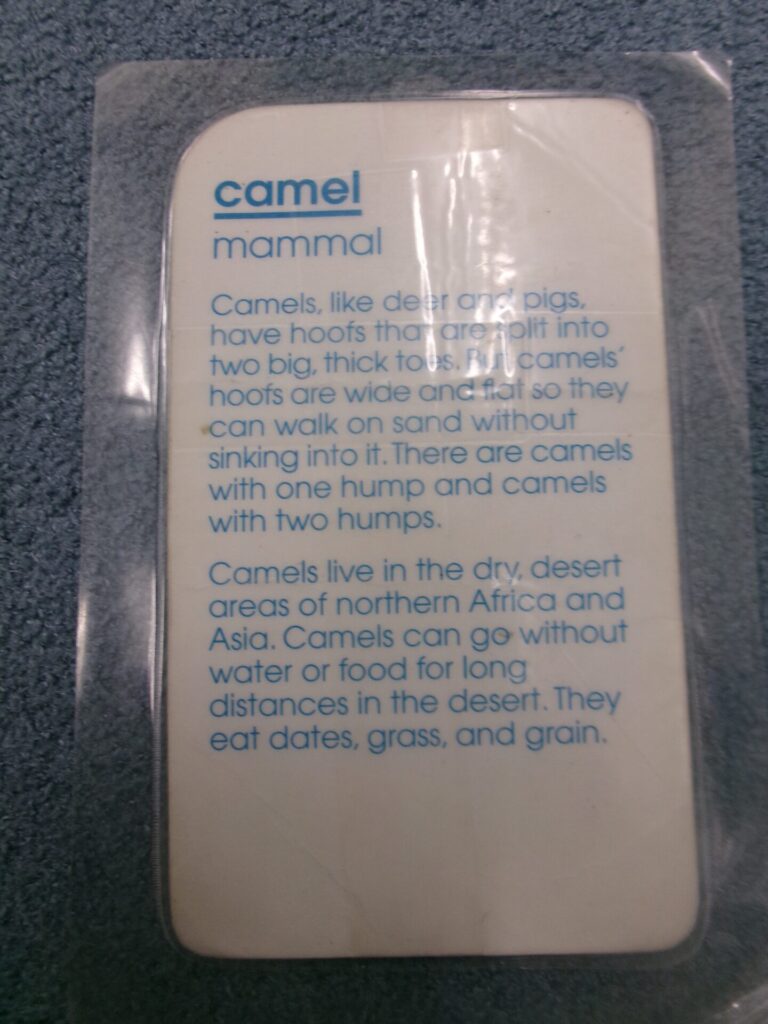 camel
mammal
Camels, like deer and pigs,
have hoofs that are split into
two big, thick toes. But camels'
hoofs are wide and flat so they
can walk on sand without
sinking into it. There are camels
with one hump and camels
with two humps.
Camels live in the dry, desert
areas of northern Africa and
Asia. Camels can go without
water or food for long
distances in the desert. They
eat dates, grass, and grain.